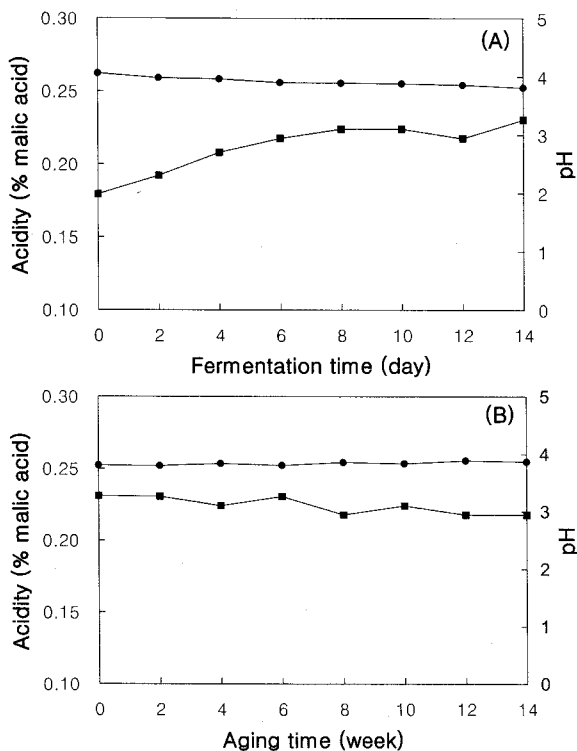 (A)
Acidity (% malic acid)
0.30
0.25
0.20
0.15
0.10
5
4
3
2
1
0
pH
0 2 4 6 8 10 12 14
Fermentation time (day)
(B)
Acidity (% malic acid)
0.30
0.25
0.20
0.15
0.10
5
4
3
2
1
0
pH
0 2 4 6 8 10 12 14
Aging time (week)